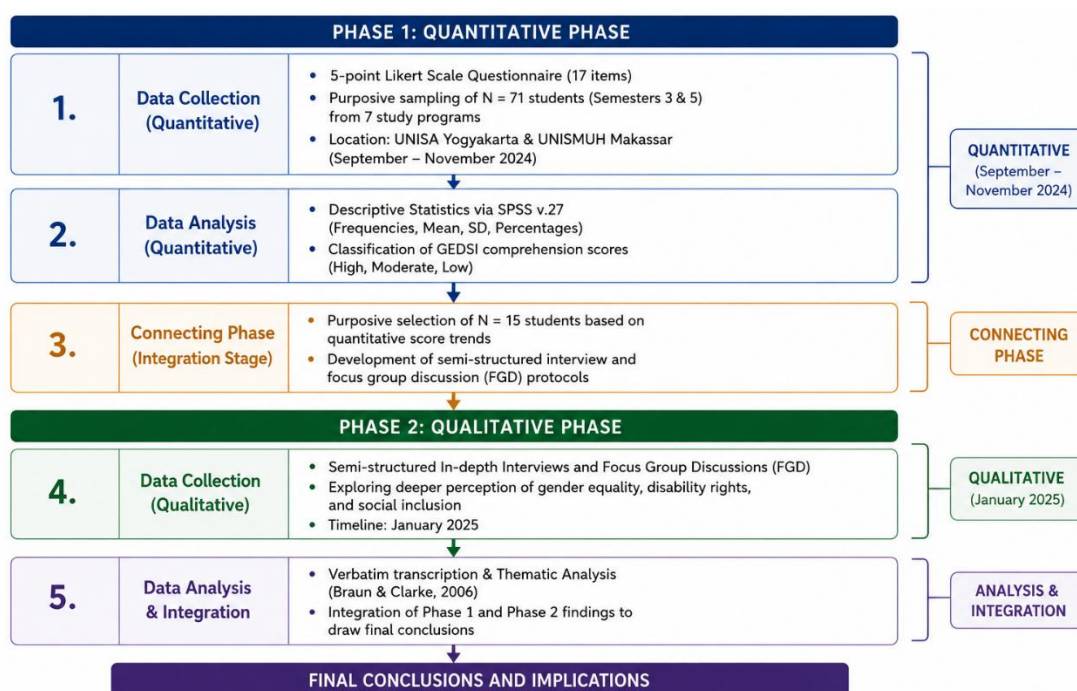 PHASE 1: QUANTITATIVE PHASE
1.
Data Collection
(Quantitative)
• 5-point Likert Scale Questionnaire (17 items)
• Purposive sampling of N = 71 students (Semesters 3 & 5)
from 7 study programs
• Location: UNISA Yogyakarta & UNISMUH Makassar
(September – November 2024)
QUANTITATIVE
(September –
November 2024)
2.
Data Analysis
(Quantitative)
• Descriptive Statistics via SPSS v.27
(Frequencies, Mean, SD, Percentages)
• Classification of GEDSI comprehension scores
(High, Moderate, Low)
3.
Connecting Phase
(Integration Stage)
• Purposive selection of N = 15 students based on
quantitative score trends
• Development of semi-structured interview and
focus group discussion (FGD) protocols
CONNECTING
PHASE
PHASE 2: QUALITATIVE PHASE
4.
Data Collection
(Qualitative)
• Semi-structured In-depth Interviews and Focus Group Discussions (FGD)
• Exploring deeper perception of gender equality, disability rights,
and social inclusion
• Timeline: January 2025
QUALITATIVE
(January 2025)
5.
Data Analysis
& Integration
• Verbatim transcription & Thematic Analysis
(Braun & Clarke, 2006)
• Integration of Phase 1 and Phase 2 findings to
draw final conclusions
ANALYSIS &
INTEGRATION
FINAL CONCLUSIONS AND IMPLICATIONS